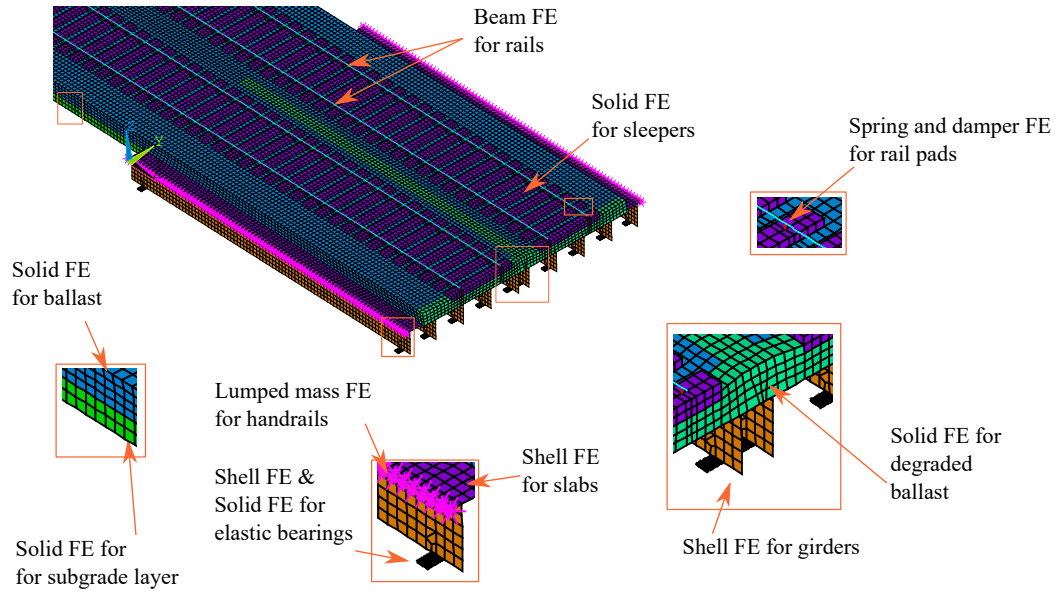 Beam FE
for rails
Solid FE
for sleepers
Spring and damper FE
for rail pads
Solid FE
for ballast
Lumped mass FE
for handrails
Shell FE
for slabs
Shell FE &
Solid FE for
elastic bearings
Solid FE for
degraded
ballast
Solid FE for
for subgrade layer
Shell FE for girders